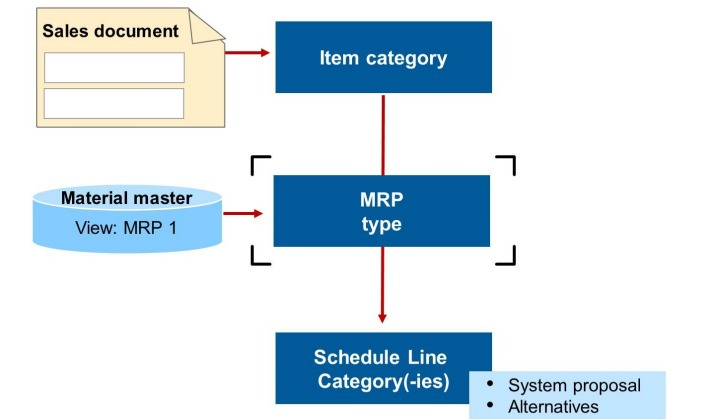 Sales document
Item category
Material master
View: MRP 1
MRP
type
Schedule Line
Category(-ies)
• System proposal
• Alternatives